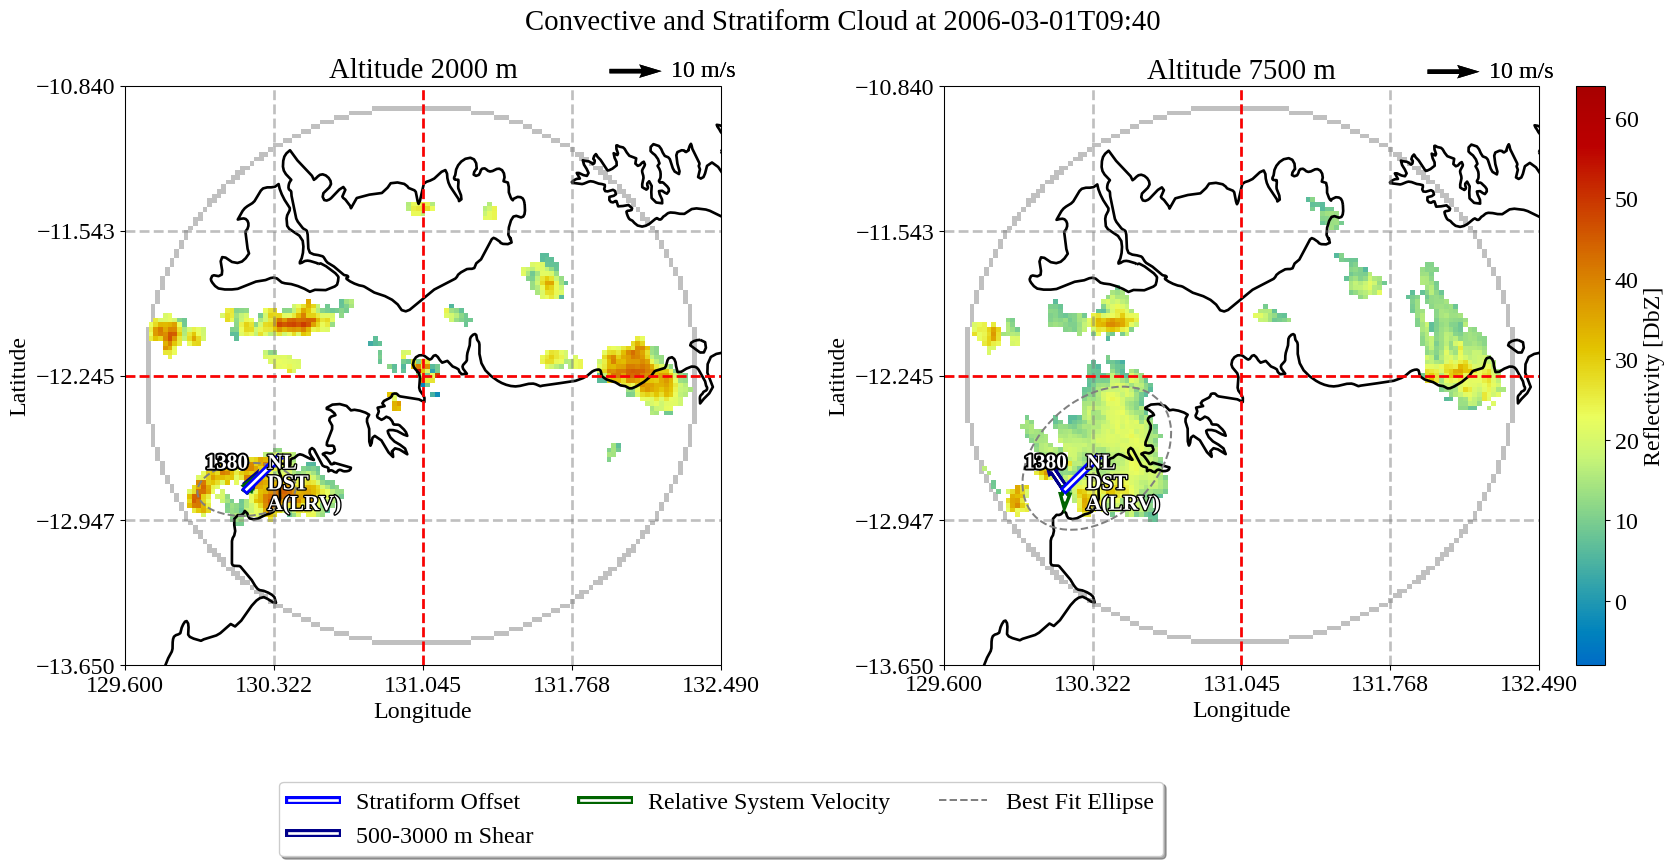 Convective and Stratiform Cloud at 2006-03-01T09:40
Altitude 2000 m
10 m/s
Altitude 7500 m
10 m/s
−10.840
−11.543
−12.245
−12.947
−13.650
Latitude
129.600
130.322
131.045
131.768
132.490
Longitude
1380
NL
DST
A(LRV)
−10.840
−11.543
−12.245
−12.947
−13.650
Latitude
129.600
130.322
131.045
131.768
132.490
Longitude
1380
NL
DST
A(LRV)
60
50
40
30
20
10
0
Reflectivity [DbZ]
Stratiform Offset
500-3000 m Shear
Relative System Velocity
Best Fit Ellipse